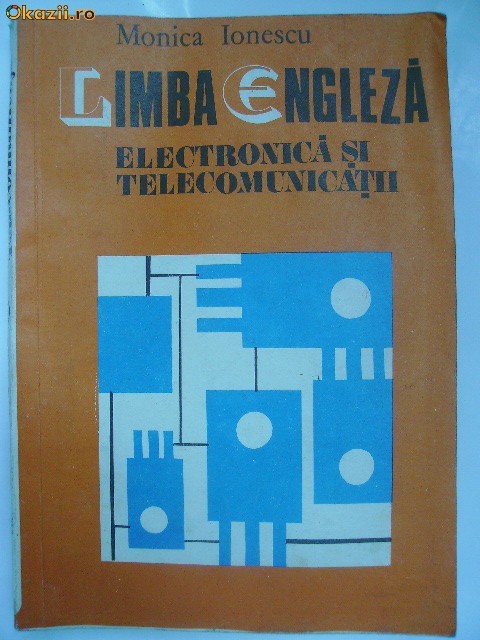 Okazii.ro
Monica Ionescu
LIMBA ENGLEZĂ
ELECTRONICĂ ȘI
TELECOMUNICAȚII